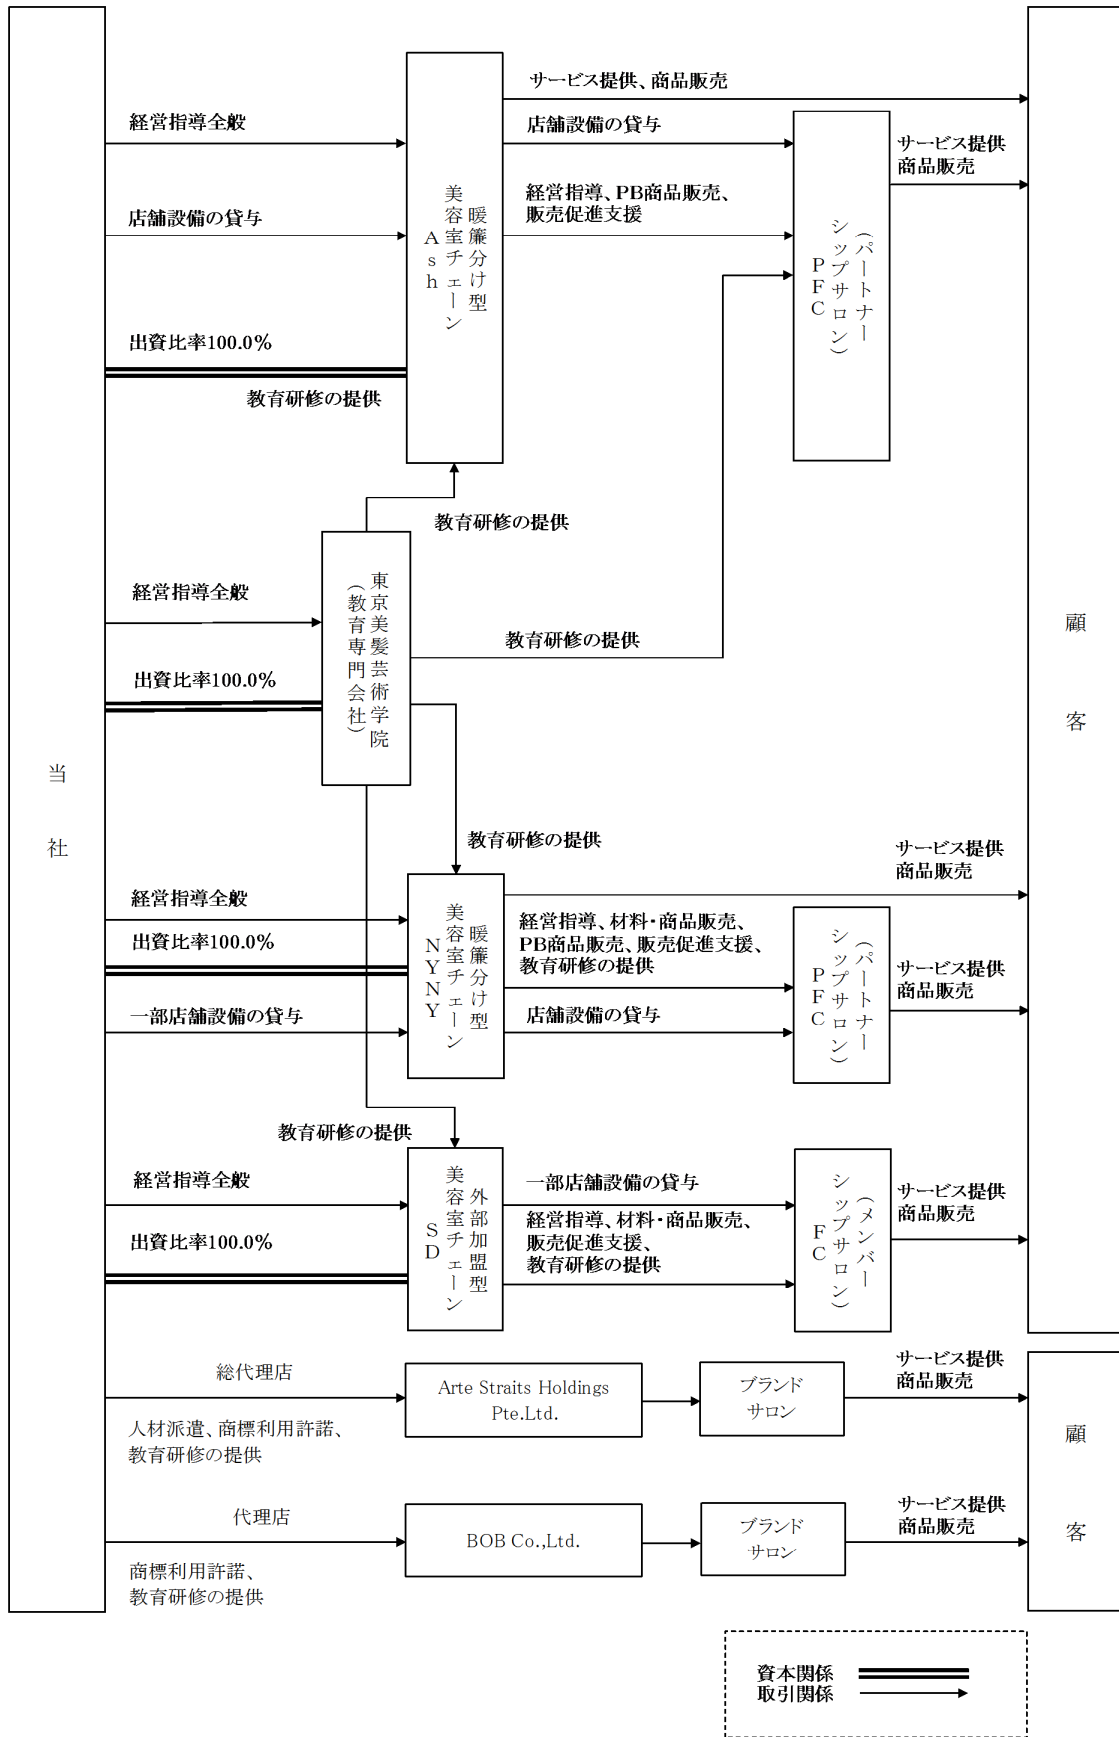 当社
経営指導全般
店舗設備の貸与
出資比率100.0%
教育研修の提供
暖簾分け型
美容室チェーン
Ash
サービス提供、商品販売
店舗設備の貸与
経営指導、PB商品販売、
販売促進支援
(パートナー
シップサロン)
PFC
サービス提供
商品販売
顧客
教育研修の提供
経営指導全般
出資比率100.0%
東京美髪芸術学院
(教育専門会社)
教育研修の提供
教育研修の提供
経営指導全般
出資比率100.0%
一部店舗設備の貸与
暖簾分け型
美容室チェーン
NYNY
サービス提供
商品販売
経営指導、材料・商品販売、
PB商品販売、販売促進支援、
教育研修の提供
店舗設備の貸与
(パートナー
シップサロン)
PFC
サービス提供
商品販売
教育研修の提供
経営指導全般
出資比率100.0%
外部加盟型
美容室チェーン
SD
一部店舗設備の貸与
経営指導、材料・商品販売、
販売促進支援、
教育研修の提供
(メンバー
シップサロン)
FC
サービス提供
商品販売
総代理店
人材派遣、商標利用許諾、
教育研修の提供
Arte Straits Holdings
Pte.Ltd.
ブランド
サロン
サービス提供
商品販売
顧客
代理店
商標利用許諾、
教育研修の提供
BOB Co.,Ltd.
ブランド
サロン
サービス提供
商品販売
資本関係
取引関係